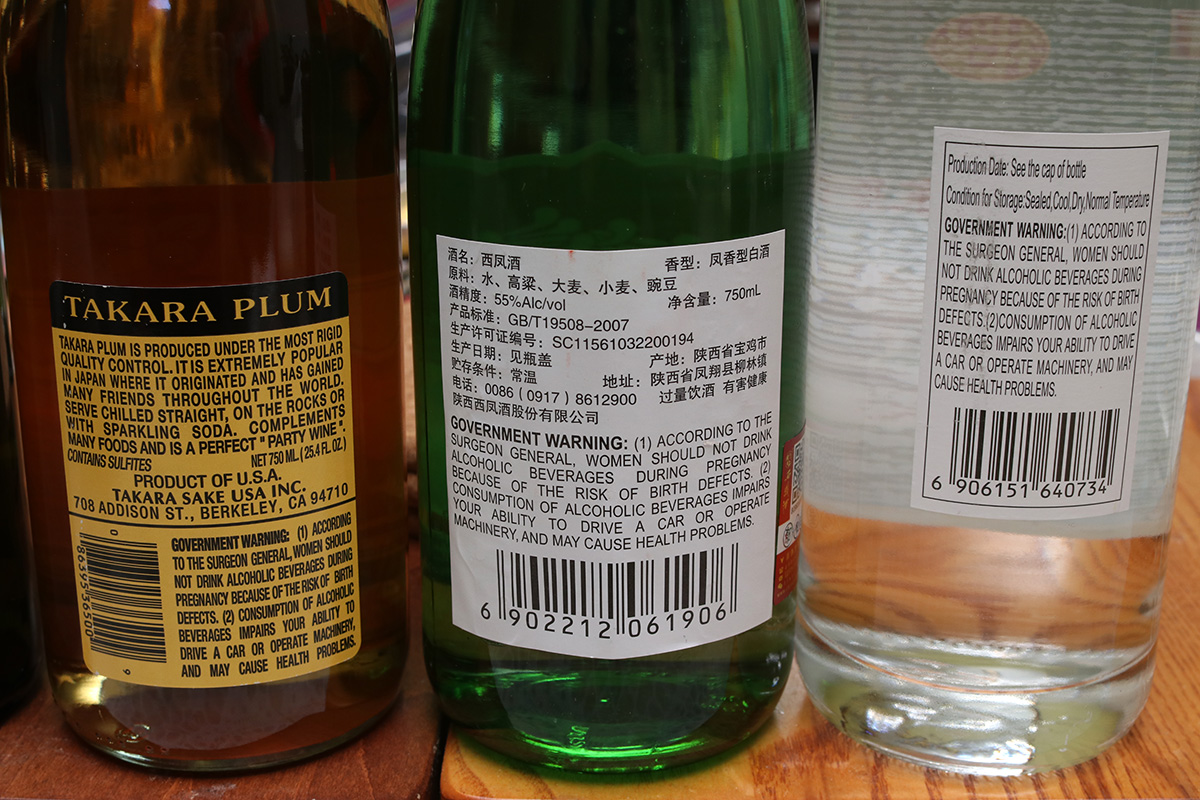 TAKARA PLUM
TAKARA PLUM IS PRODUCED UNDER THE MOST RIGID
QUALITY CONTROL. IT IS EXTREMELY POPULAR
IN JAPAN WHERE IT ORIGINATED AND HAS GAINED
MANY FRIENDS THROUGHOUT THE WORLD.
SERVE CHILLED STRAIGHT, ON THE ROCKS OR
WITH SPARKLING SODA. COMPLEMENTS
MANY FOODS AND IS A PERFECT "PARTY WINE".
CONTAINS SULFITES NET 750 ML (25.4 FL. OZ.)
PRODUCT OF U.S.A.
TAKARA SAKE USA INC.
708 ADDISON ST., BERKELEY, CA 94710
GOVERNMENT WARNING: (1) ACCORDING
TO THE SURGEON GENERAL, WOMEN SHOULD
NOT DRINK ALCOHOLIC BEVERAGES DURING
PREGNANCY BECAUSE OF THE RISK OF BIRTH
DEFECTS. (2) CONSUMPTION OF ALCOHOLIC
BEVERAGES IMPAIRS YOUR ABILITY TO
DRIVE A CAR OR OPERATE MACHINERY,
AND MAY CAUSE HEALTH PROBLEMS.
0 86395 36500 9
酒名：西凤酒 香型：凤香型白酒
原料：水、高粱、大麦、小麦、豌豆
酒精度：55%Alc/vol 净含量：750mL
产品标准：GB/T19508-2007
生产许可证编号：SC11561032200194
生产日期：见瓶盖 产地：陕西省宝鸡市
贮存条件：常温 地址：陕西省凤翔县柳林镇
电话：0086（0917）8612900 过量饮酒 有害健康
陕西西凤酒股份有限公司
GOVERNMENT WARNING: (1) ACCORDING TO THE
SURGEON GENERAL, WOMEN SHOULD NOT DRINK
ALCOHOLIC BEVERAGES DURING PREGNANCY
BECAUSE OF THE RISK OF BIRTH DEFECTS. (2)
CONSUMPTION OF ALCOHOLIC BEVERAGES IMPAIRS
YOUR ABILITY TO DRIVE A CAR OR OPERATE
MACHINERY, AND MAY CAUSE HEALTH PROBLEMS.
6 902212 061906
Production Date: See the cap of bottle
Condition for Storage:Sealed,Cool,Dry,Normal Temperature
GOVERNMENT WARNING:(1) ACCORDING TO
THE SURGEON GENERAL, WOMEN SHOULD
NOT DRINK ALCOHOLIC BEVERAGES DURING
PREGNANCY BECAUSE OF THE RISK OF BIRTH
DEFECTS.(2)CONSUMPTION OF ALCOHOLIC
BEVERAGES IMPAIRS YOUR ABILITY TO DRIVE
A CAR OR OPERATE MACHINERY, AND MAY
CAUSE HEALTH PROBLEMS.
6 906151 640734